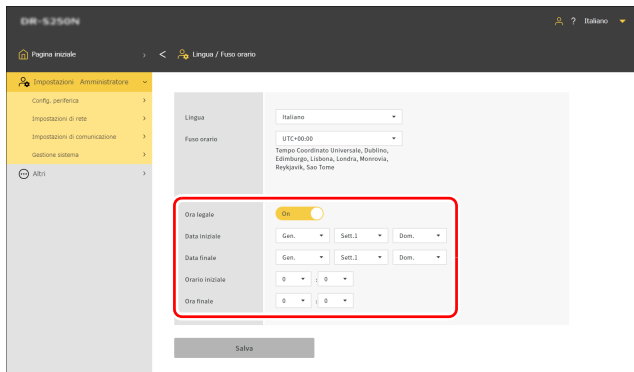 DR-S250N
? Italiano
Pagina iniziale
Lingua / Fuso orario
Impostazioni Amministratore
Config. periferica
Impostazioni di rete
Impostazioni di comunicazione
Gestione sistema
Altri
Lingua Italiano
Fuso orario UTC+00:00
Tempo Coordinato Universale, Dublino,
Edimburgo, Lisbona, Londra, Monrovia,
Reykjavik, Sao Tome
Ora legale On
Data iniziale Gen. Sett.1 Dom.
Data finale Gen. Sett.1 Dom.
Orario iniziale 0 : 0
Ora finale 0 : 0
Salva